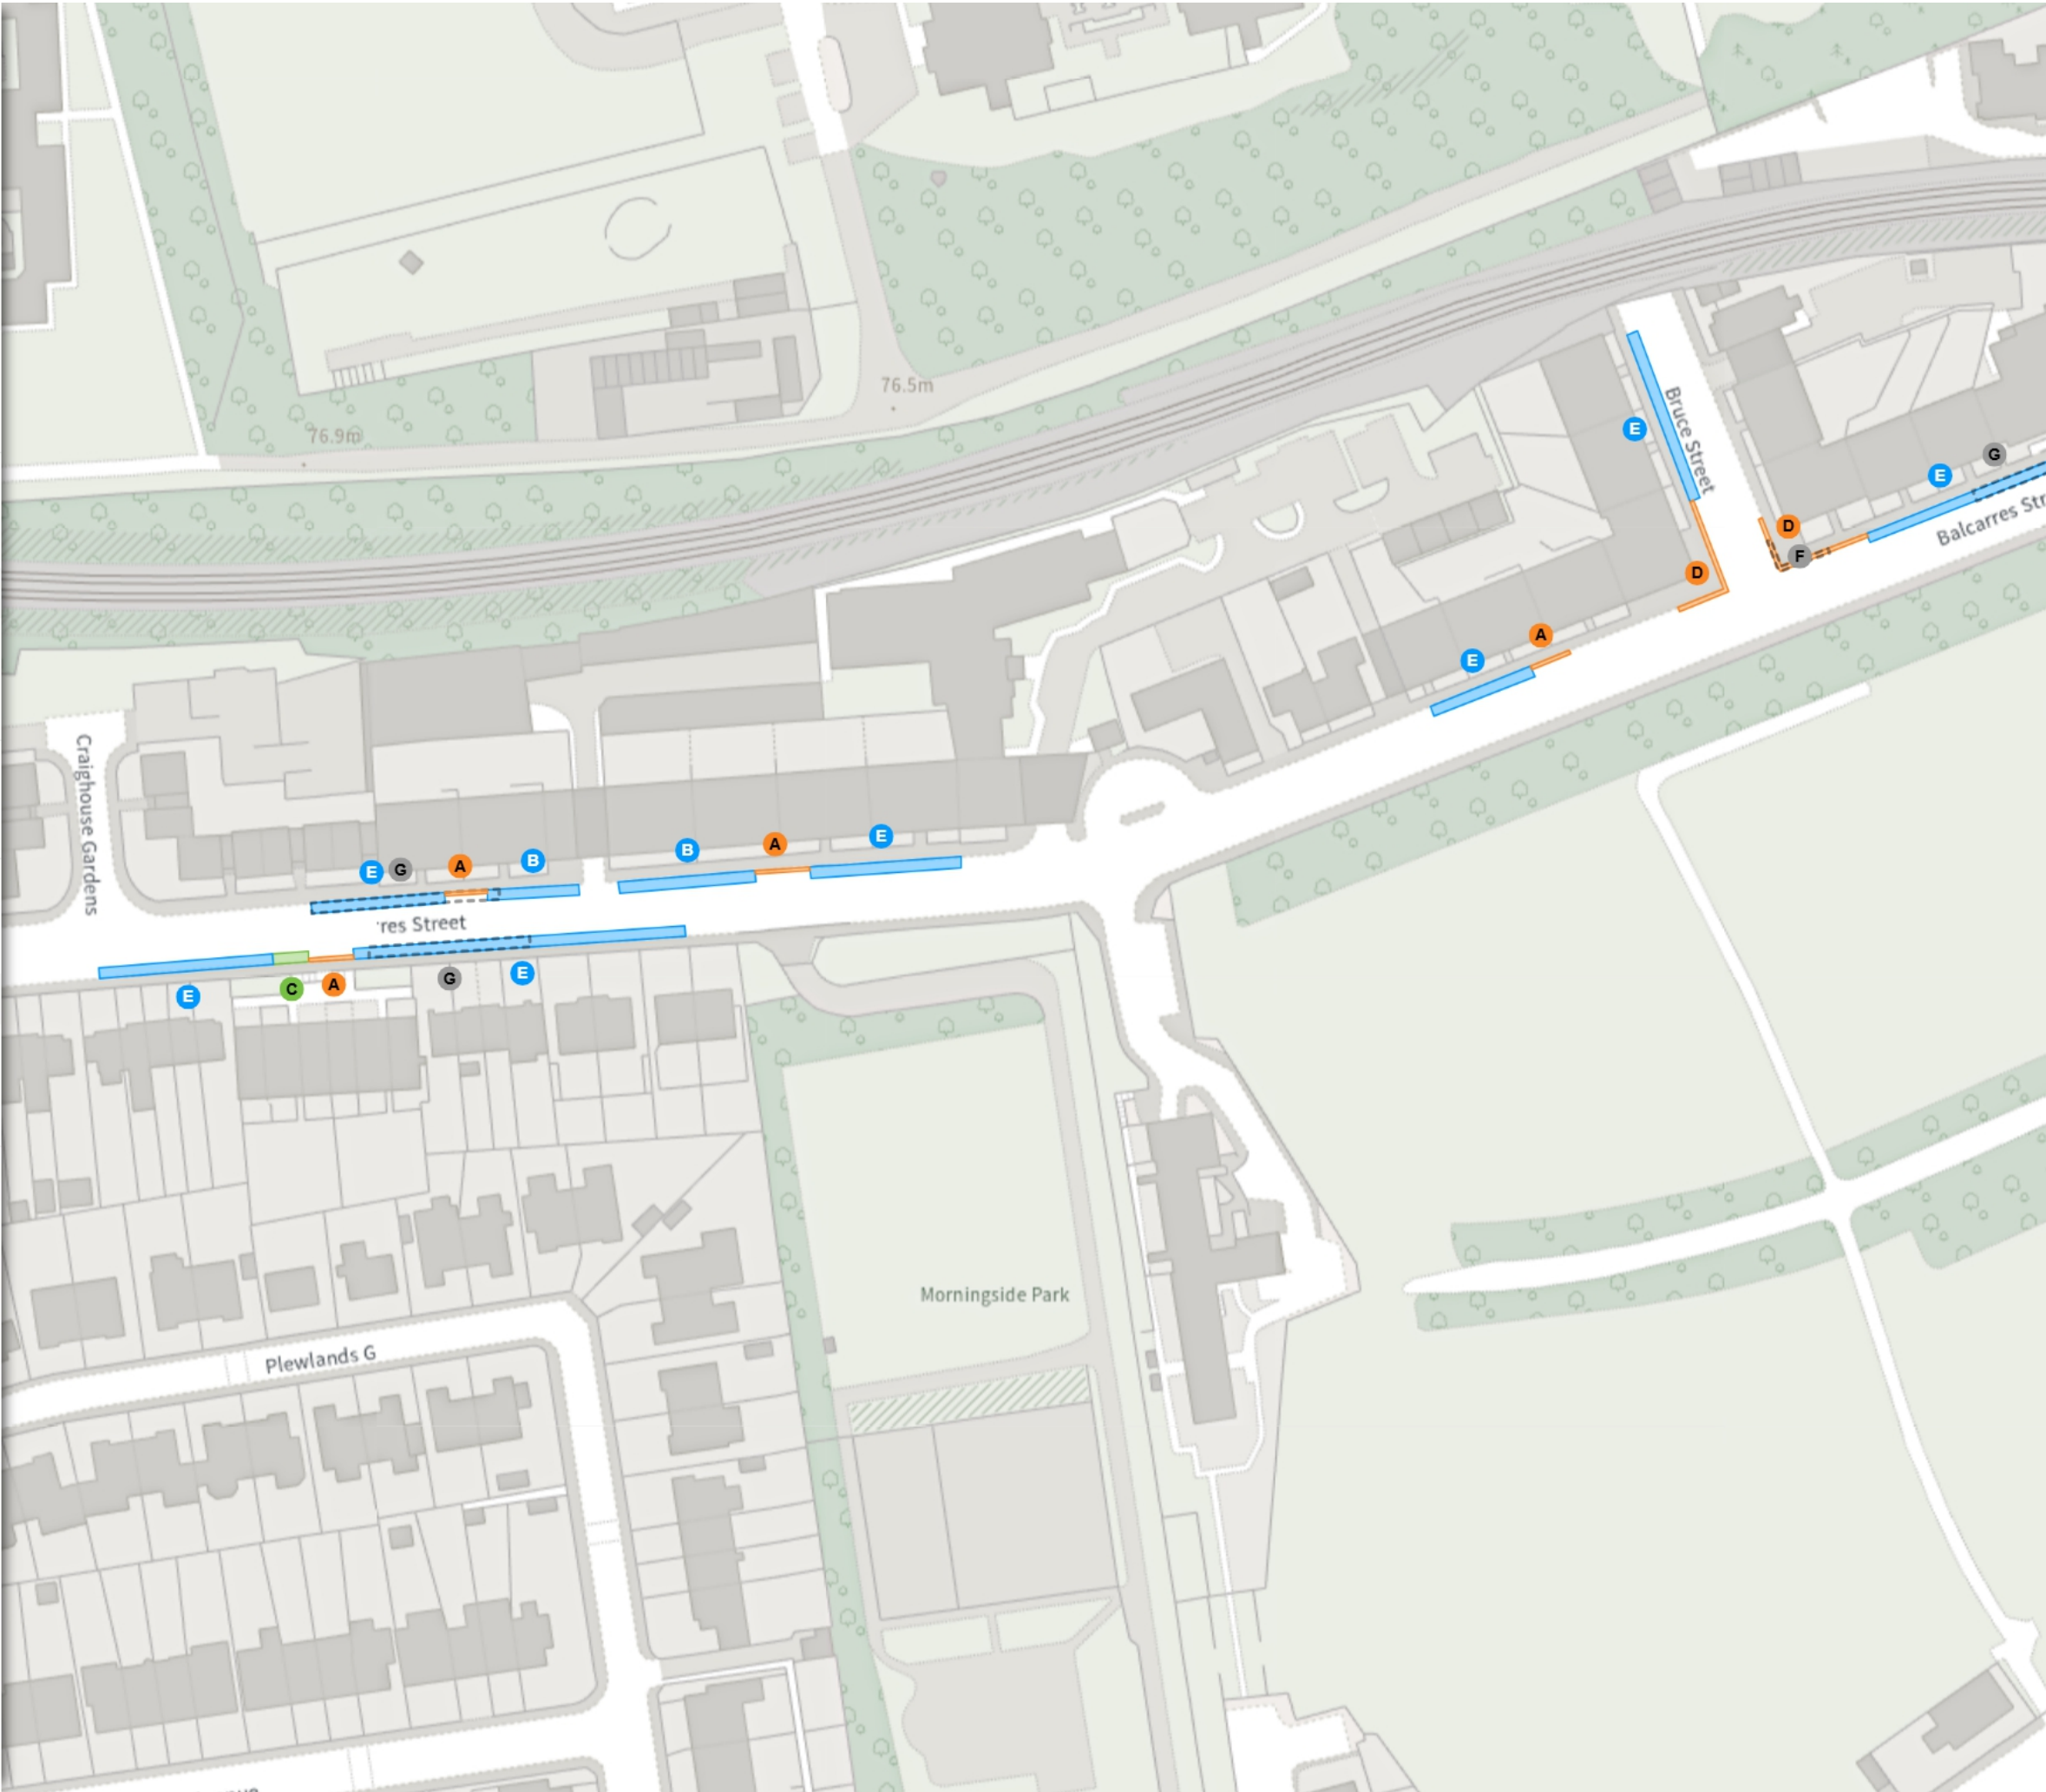 76.5m
76.9m
Bruce Street
E
G
E
Balcarres Str
D
F
D
A
E
Craighouse Gardens
B
A
E
E
G
A
B
'res Street
E
C
A
G
E
Morningside Park
Plewlands G